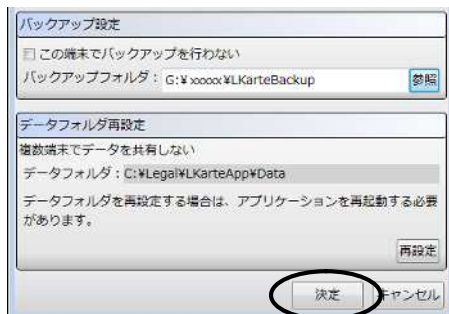 バックアップ設定
この端末でバックアップを行わない
バックアップフォルダ： G:¥xxxxx¥LKarteBackup 参照
データフォルダ再設定
複数端末でデータを共有しない
データフォルダ：C:¥Legal¥LKarteApp¥Data
データフォルダを再設定する場合は、アプリケーションを再起動する必要
があります。
再設定
決定 キャンセル